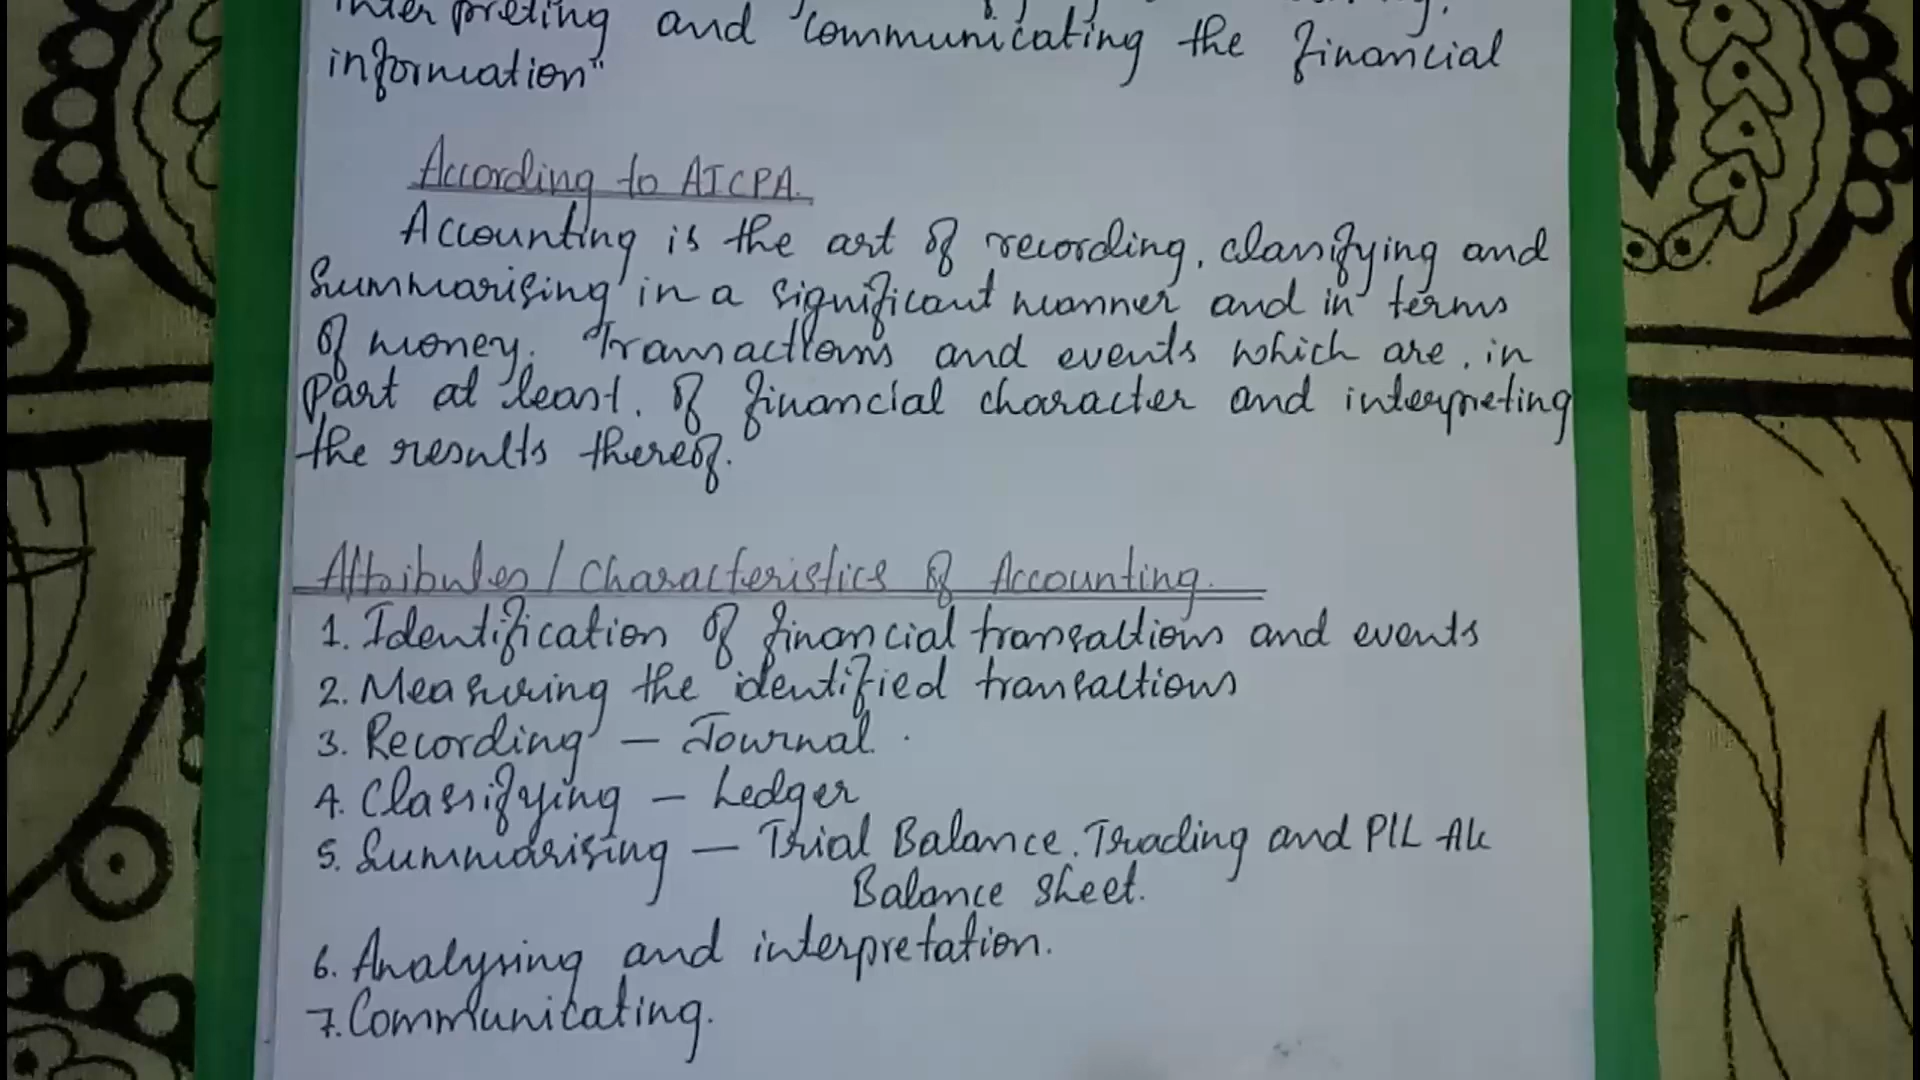 interpreting and communicating the financial
information"
According to AICPA.
Accounting is the art of recording, classifying and
Summarising in a significant manner and in terms
of money. Transactions and events which are, in
Part at least, of financial character and interpreting
the results thereof.
Attributes/Characteristics of Accounting.
1. Identification of financial transactions and events
2. Measuring the identified transactions
3. Recording – Journal.
4. Classifying – Ledger
5. Summarising – Trial Balance, Trading and P/L A/c
Balance sheet.
6. Analysing and interpretation.
7. Communicating.